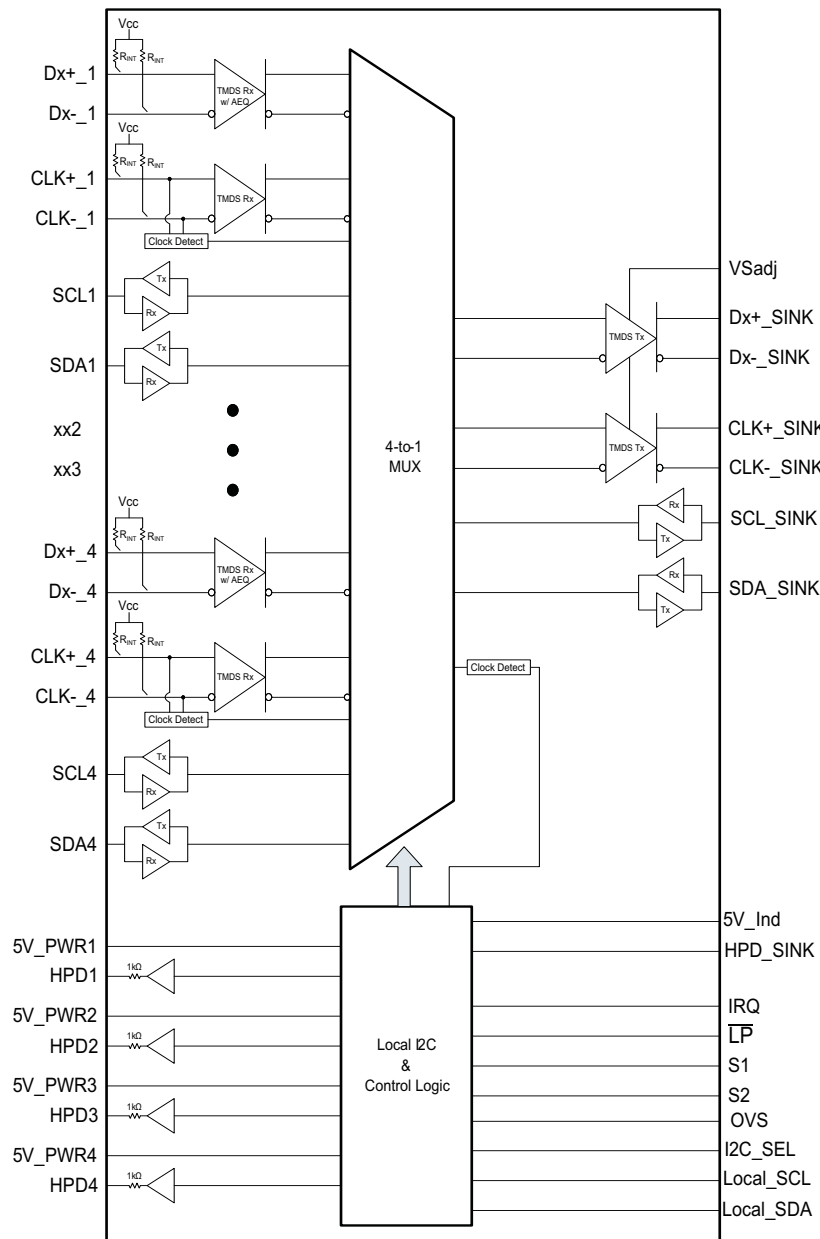 Vcc
RINT RINT
Dx+_1
TMDS Rx
w/ AEQ
Dx-_1
Vcc
RINT RINT
CLK+_1
TMDS Rx
CLK-_1
Clock Detect
SCL1
Tx
Rx
SDA1
Tx
Rx
xx2
xx3
4-to-1
MUX
VSadj
Dx+_SINK
TMDS Tx
Dx-_SINK
CLK+_SINK
TMDS Tx
CLK-_SINK
Rx
SCL_SINK
Tx
Rx
SDA_SINK
Tx
Vcc
RINT RINT
Dx+_4
TMDS Rx
w/ AEQ
Dx-_4
Vcc
RINT RINT
CLK+_4
TMDS Rx
CLK-_4
Clock Detect
Clock Detect
SCL4
Tx
Rx
SDA4
Tx
Rx
5V_PWR1
1kΩ
HPD1
5V_PWR2
1kΩ
HPD2
5V_PWR3
1kΩ
HPD3
5V_PWR4
1kΩ
HPD4
Local I2C
&
Control Logic
5V_Ind
HPD_SINK
IRQ
LP
S1
S2
OVS
I2C_SEL
Local_SCL
Local_SDA